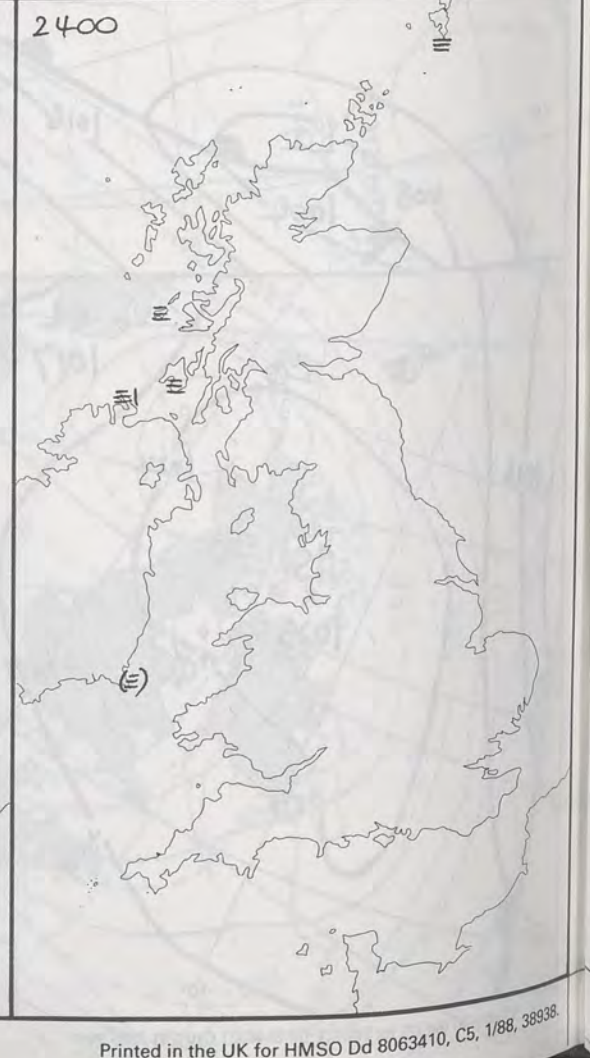 2400
Printed in the UK for HMSO Dd 8063410, C5, 1/88, 38938.